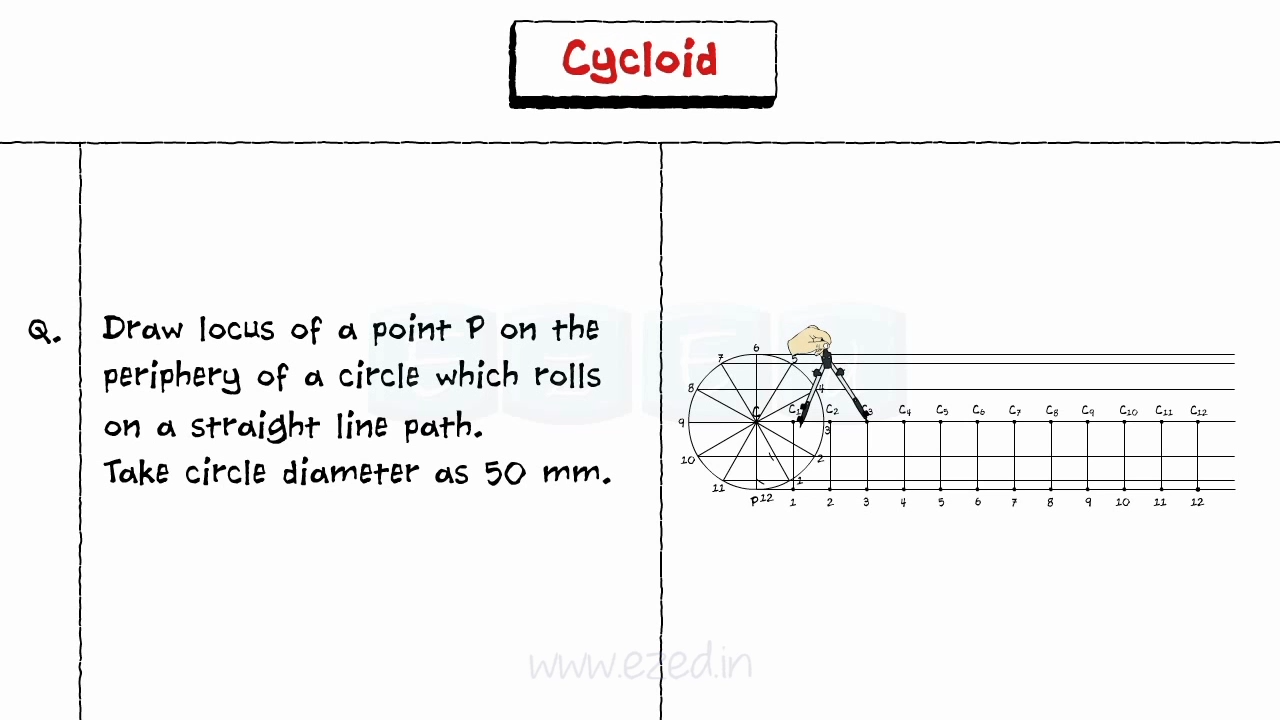 Cycloid
Q. Draw locus of a point P on the
periphery of a circle which rolls
on a straight line path.
Take circle diameter as 50 mm.
6
7 5
8 4
C C1 C2 C3 C4 C5 C6 C7 C8 C9 C10 C11 C12
9 3
10 2
11 1
P 12 1 2 3 4 5 6 7 8 9 10 11 12
EZED
www.ezed.in